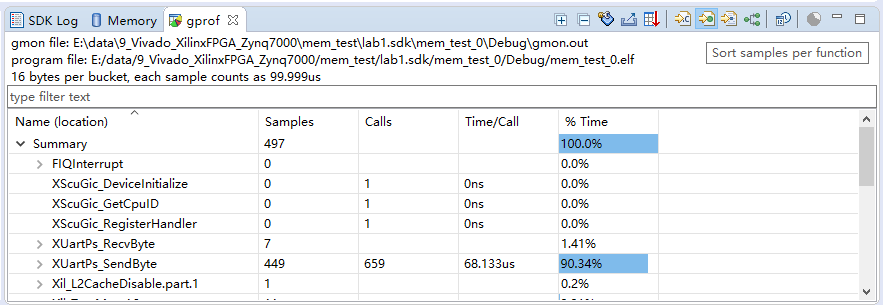 SDK Log Memory gprof
gmon file: E:\data\9_Vivado_XilinxFPGA_Zynq7000\mem_test\lab1.sdk\mem_test_0\Debug\gmon.out
program file: E:/data/9_Vivado_XilinxFPGA_Zynq7000/mem_test/lab1.sdk/mem_test_0/Debug/mem_test_0.elf
Sort samples per function
16 bytes per bucket, each sample counts as 99.999us
type filter text
Name (location) Samples Calls Time/Call % Time
Summary 497 100.0%
FIQInterrupt 0 0.0%
XScuGic_DeviceInitialize 0 1 0ns 0.0%
XScuGic_GetCpuID 0 1 0ns 0.0%
XScuGic_RegisterHandler 0 1 0ns 0.0%
XUartPs_RecvByte 7 1.41%
XUartPs_SendByte 449 659 68.133us 90.34%
Xil_L2CacheDisable.part.1 1 0.2%